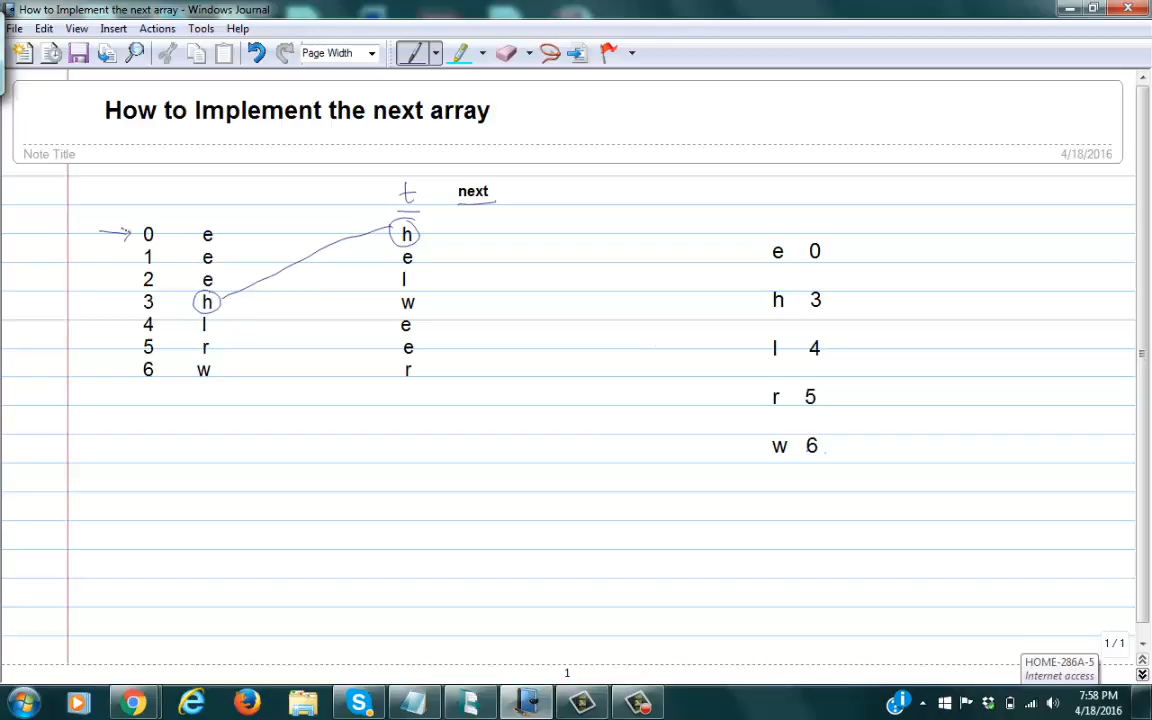 How to Implement the next array - Windows Journal
File Edit View Insert Actions Tools Help
Page Width
How to Implement the next array
Note Title
4/18/2016
t next
0 e h
1 e e
2 e l
3 h w
4 l e
5 r e
6 w r
e 0
h 3
l 4
r 5
w 6
1 / 1
1
HOME-286A-5
Internet access
7:58 PM
4/18/2016